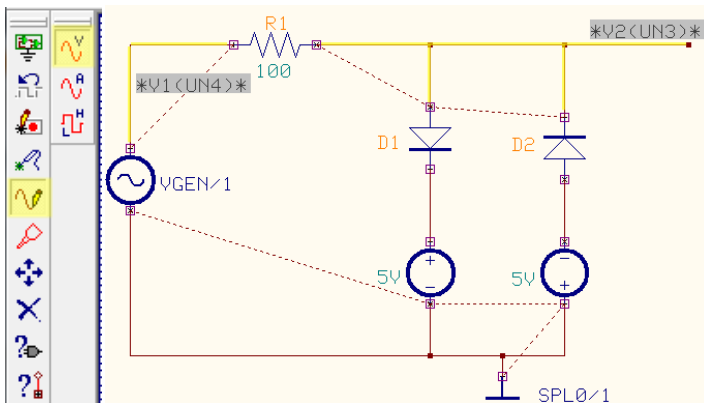 V
A
H
R1
100
*V2(UN3)*
*V1(UN4)*
D1
D2
VGEN/1
5V
+
−
5V
−
+
SPL0/1
?
?